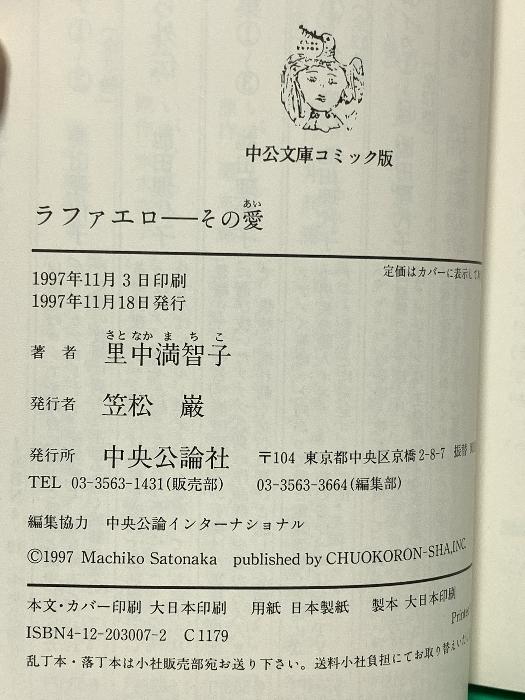 中公文庫コミック版
ラファエロ――その愛
あい
定価はカバーに表示して
1997年11月3日印刷
1997年11月18日発行
さとなかまちこ
著者 里中満智子
発行者 笠松 巌
発行所 中央公論社 〒104 東京都中央区京橋2-8-7 振替
TEL 03-3563-1431(販売部) 03-3563-3664(編集部)
編集協力 中央公論インターナショナル
©1997 Machiko Satonaka published by CHUOKORON-SHA,INC.
本文・カバー印刷 大日本印刷 用紙 日本製紙 製本 大日本印刷
Printed
ISBN4-12-203007-2 C1179
乱丁本・落丁本は小社販売部宛お送り下さい。送料小社負担にてお取り替えいた